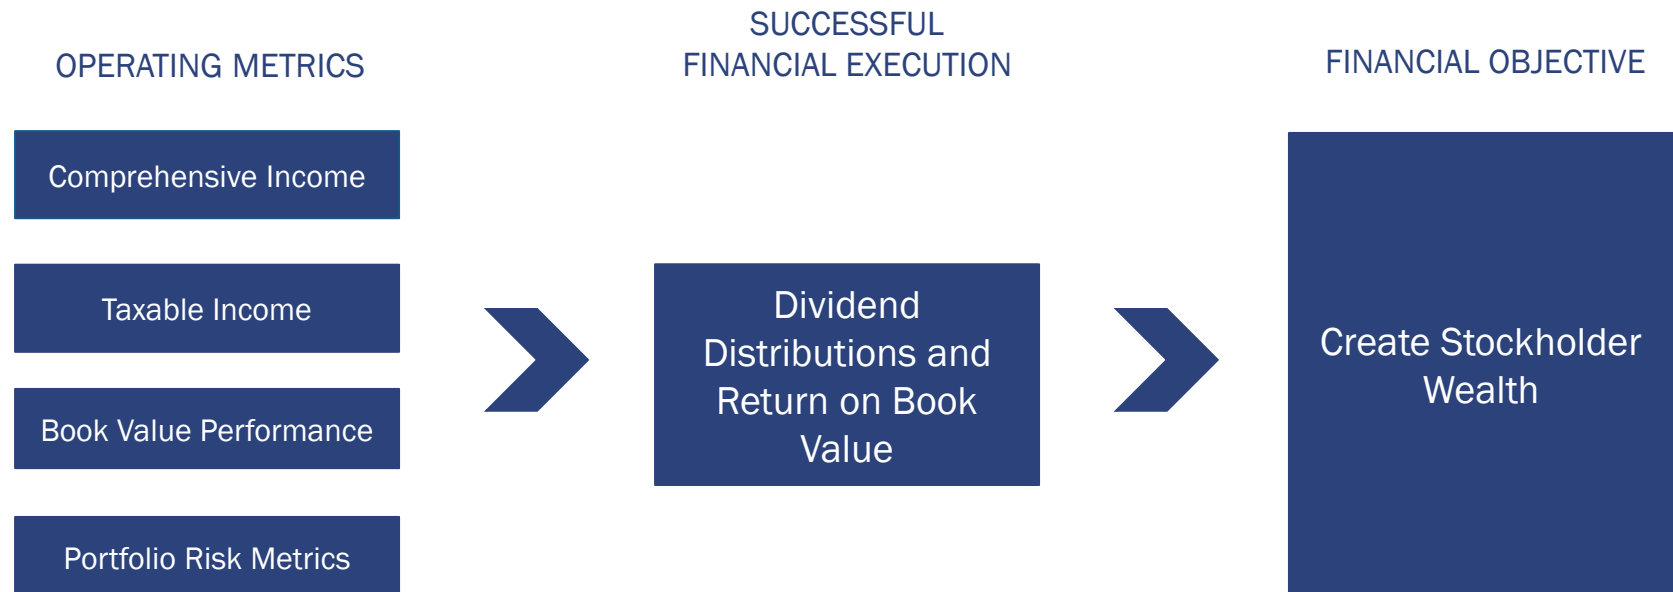 OPERATING METRICS
SUCCESSFUL
FINANCIAL EXECUTION
FINANCIAL OBJECTIVE
Comprehensive Income
Taxable Income
Book Value Performance
Portfolio Risk Metrics
Dividend
Distributions and
Return on Book
Value
Create Stockholder
Wealth